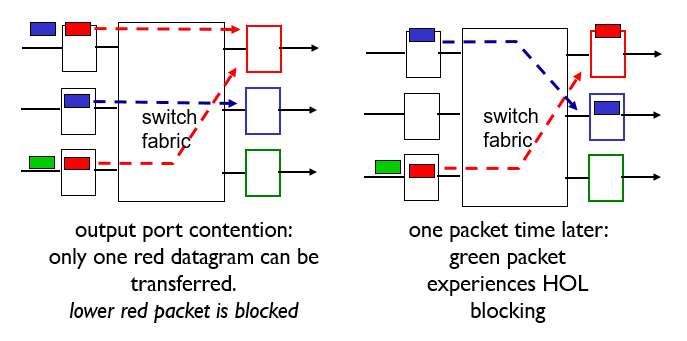 switch
fabric
output port contention:
only one red datagram can be
transferred.
lower red packet is blocked
switch
fabric
one packet time later:
green packet
experiences HOL
blocking